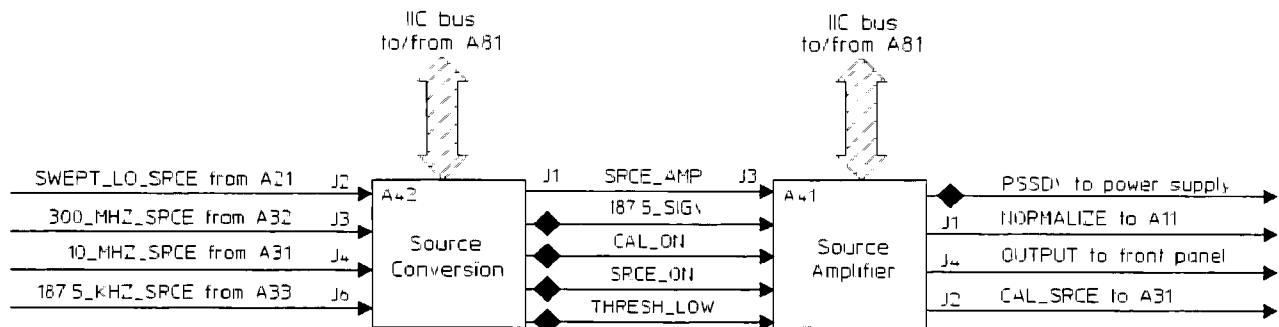 IIC bus
to/from A81
IIC bus
to/from A81
SWEPT_LO_SRCE from A21 J2
300_MHZ_SRCE from A32 J3
10_MHZ_SRCE from A31 J4
187.5_KHZ_SRCE from A33 J6
A42
Source
Conversion
J1 SRCE_AMP J3
187.5_SIG\
CAL_ON
SRCE_ON
THRESH_LOW
A41
Source
Amplifier
PSSD\ to power supply
J1 NORMALIZE to A11
J4 OUTPUT to front panel
J2 CAL_SRCE to A31